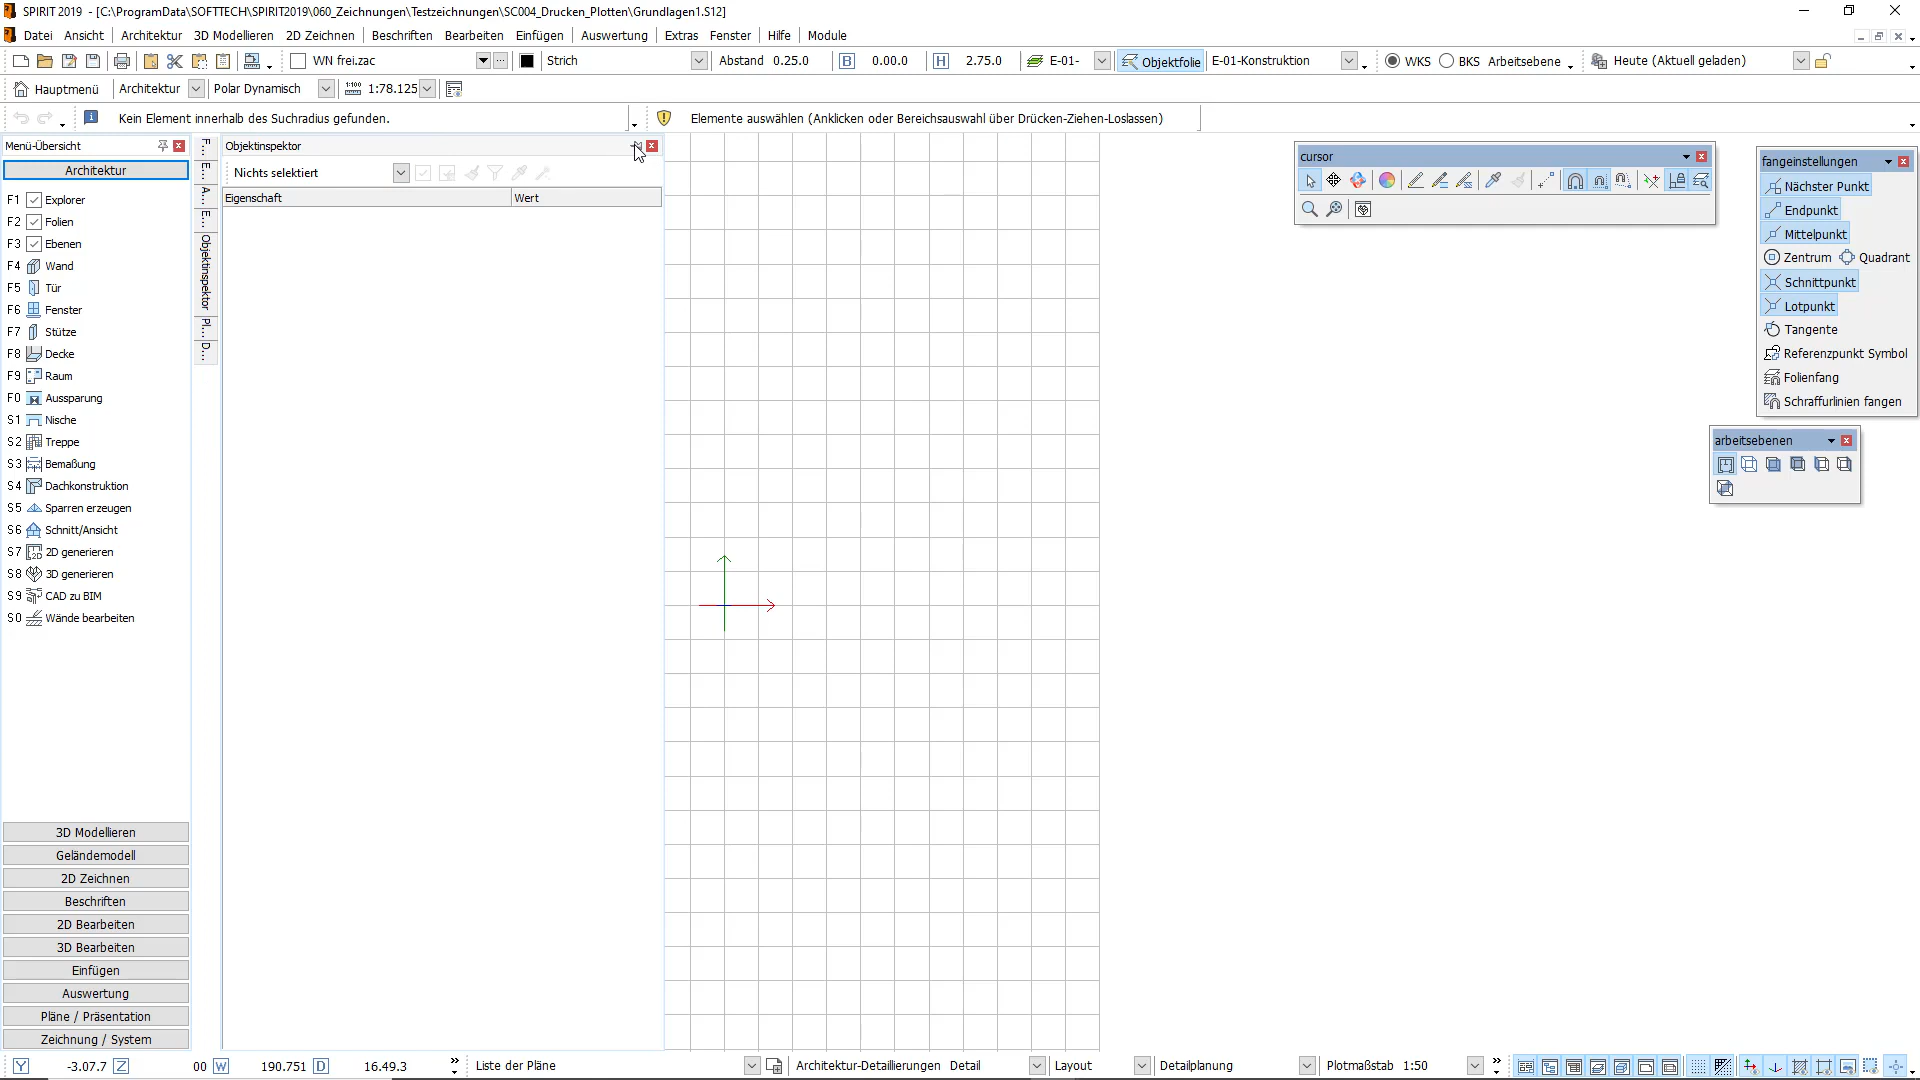 SPIRIT 2019 - [C:\ProgramData\SOFTTECH\SPIRIT2019\060_Zeichnungen\Testzeichnungen\SC004_Drucken_Plotten\Grundlagen1.S12]
Datei Ansicht Architektur 3D Modellieren 2D Zeichnen Beschriften Bearbeiten Einfügen Auswertung Extras Fenster Hilfe Module
WN frei.zac Strich Abstand 0.25.0 B 0.00.0 H 2.75.0 E-01- Objektfolie E-01-Konstruktion WKS BKS Arbeitsebene Heute (Aktuell geladen)
Hauptmenü Architektur Polar Dynamisch 1:100 1:78.125
Kein Element innerhalb des Suchradius gefunden. Elemente auswählen (Anklicken oder Bereichsauswahl über Drücken-Ziehen-Loslassen)
Menü-Übersicht
Architektur
F1 Explorer
F2 Folien
F3 Ebenen
F4 Wand
F5 Tür
F6 Fenster
F7 Stütze
F8 Decke
F9 Raum
F0 Aussparung
S1 Nische
S2 Treppe
S3 Bemaßung
S4 Dachkonstruktion
S5 Sparren erzeugen
S6 Schnitt/Ansicht
S7 2D generieren
S8 3D generieren
S9 CAD zu BIM
S0 Wände bearbeiten
3D Modellieren
Geländemodell
2D Zeichnen
Beschriften
2D Bearbeiten
3D Bearbeiten
Einfügen
Auswertung
Pläne / Präsentation
Zeichnung / System
F...
E...
A...
E...
Objektinspektor
Pl...
D...
Objektinspektor
Nichts selektiert
Eigenschaft Wert
cursor
fangeinstellungen
Nächster Punkt
Endpunkt
Mittelpunkt
Zentrum Quadrant
Schnittpunkt
Lotpunkt
Tangente
Referenzpunkt Symbol
Folienfang
Schraffurlinien fangen
arbeitsebenen
Y -3.07.7 Z 00 W 190.751 D 16.49.3 Liste der Pläne Architektur-Detaillierungen Detail Layout Detailplanung Plotmaßstab 1:50